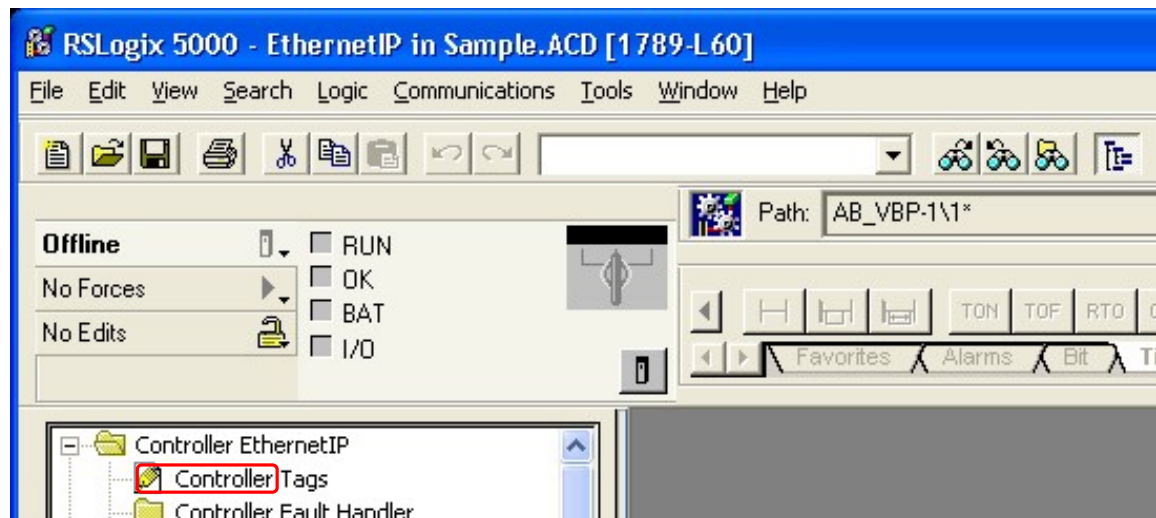 RSLogix 5000 - EthernetIP in Sample.ACD [1789-L60]
File Edit View Search Logic Communications Tools Window Help
Path: AB_VBP-1\1*
Offline
RUN
No Forces
OK
BAT
No Edits
I/O
TON TOF RTO
Favorites Alarms Bit
Controller EthernetIP
Controller Tags
Controller Fault Handler